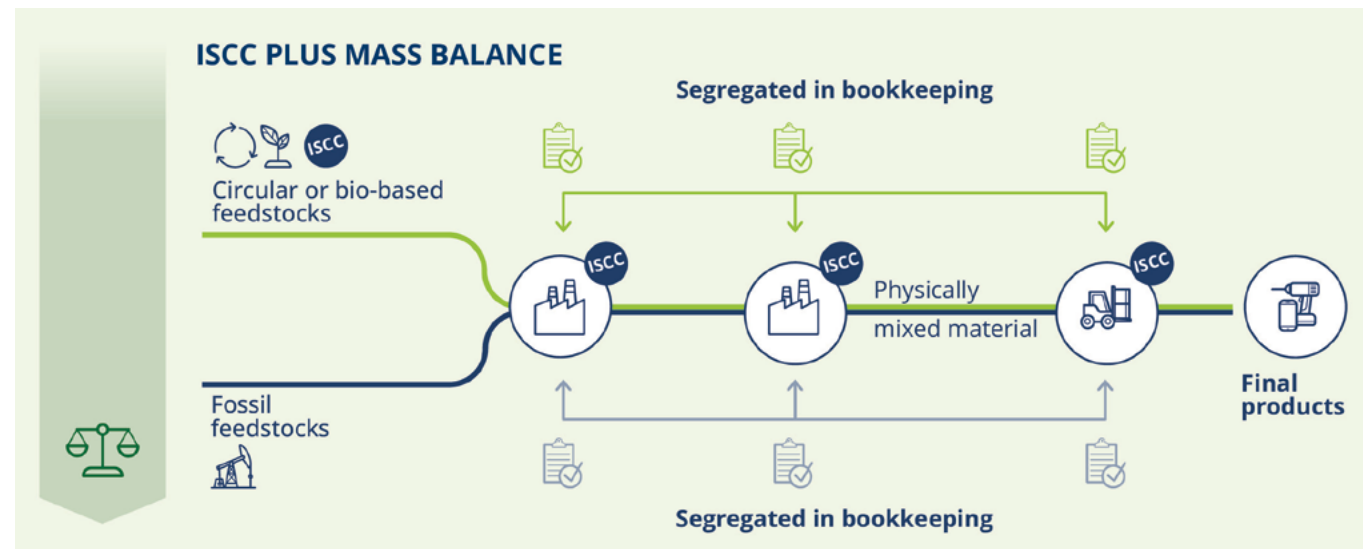 ISCC PLUS MASS BALANCE
Segregated in bookkeeping
ISCC
Circular or bio-based
feedstocks
ISCC
ISCC
ISCC
Physically
mixed material
Fossil
feedstocks
Final
products
Segregated in bookkeeping